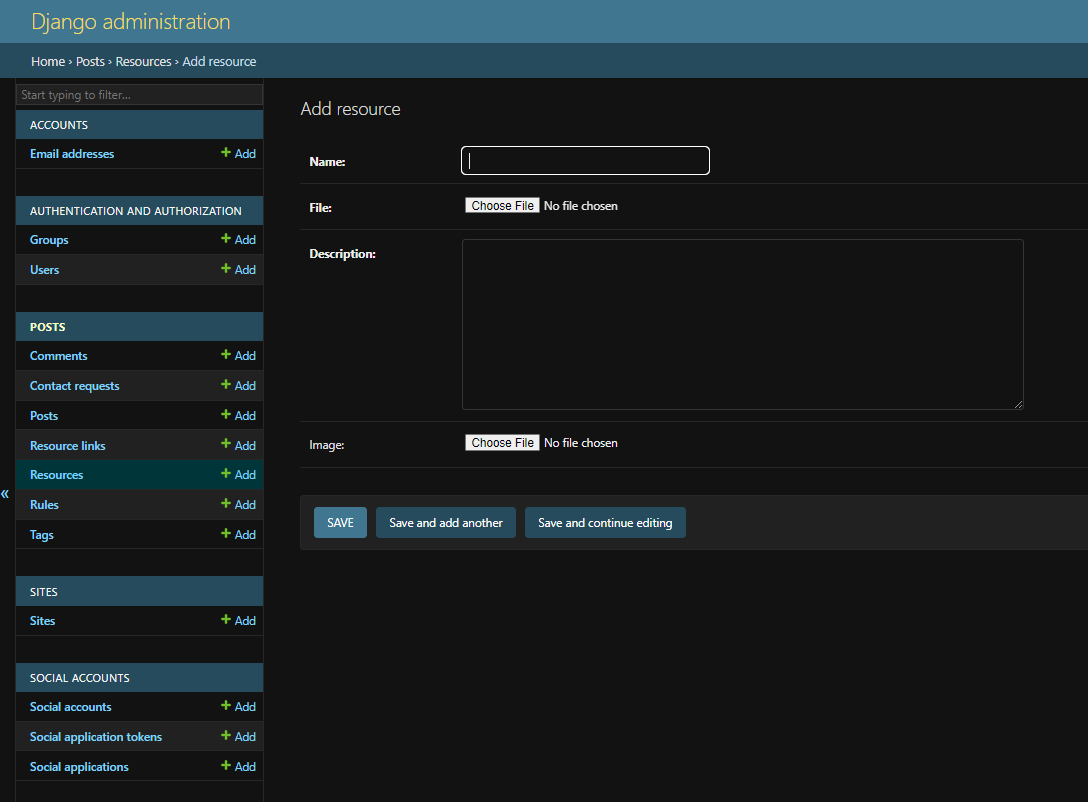 Django administration
Home › Posts › Resources › Add resource
Start typing to filter...
ACCOUNTS
Email addresses + Add
AUTHENTICATION AND AUTHORIZATION
Groups + Add
Users + Add
POSTS
Comments + Add
Contact requests + Add
Posts + Add
Resource links + Add
Resources + Add
Rules + Add
Tags + Add
SITES
Sites + Add
SOCIAL ACCOUNTS
Social accounts + Add
Social application tokens + Add
Social applications + Add
«
Add resource
Name:
File: Choose File No file chosen
Description:
Image: Choose File No file chosen
SAVE Save and add another Save and continue editing